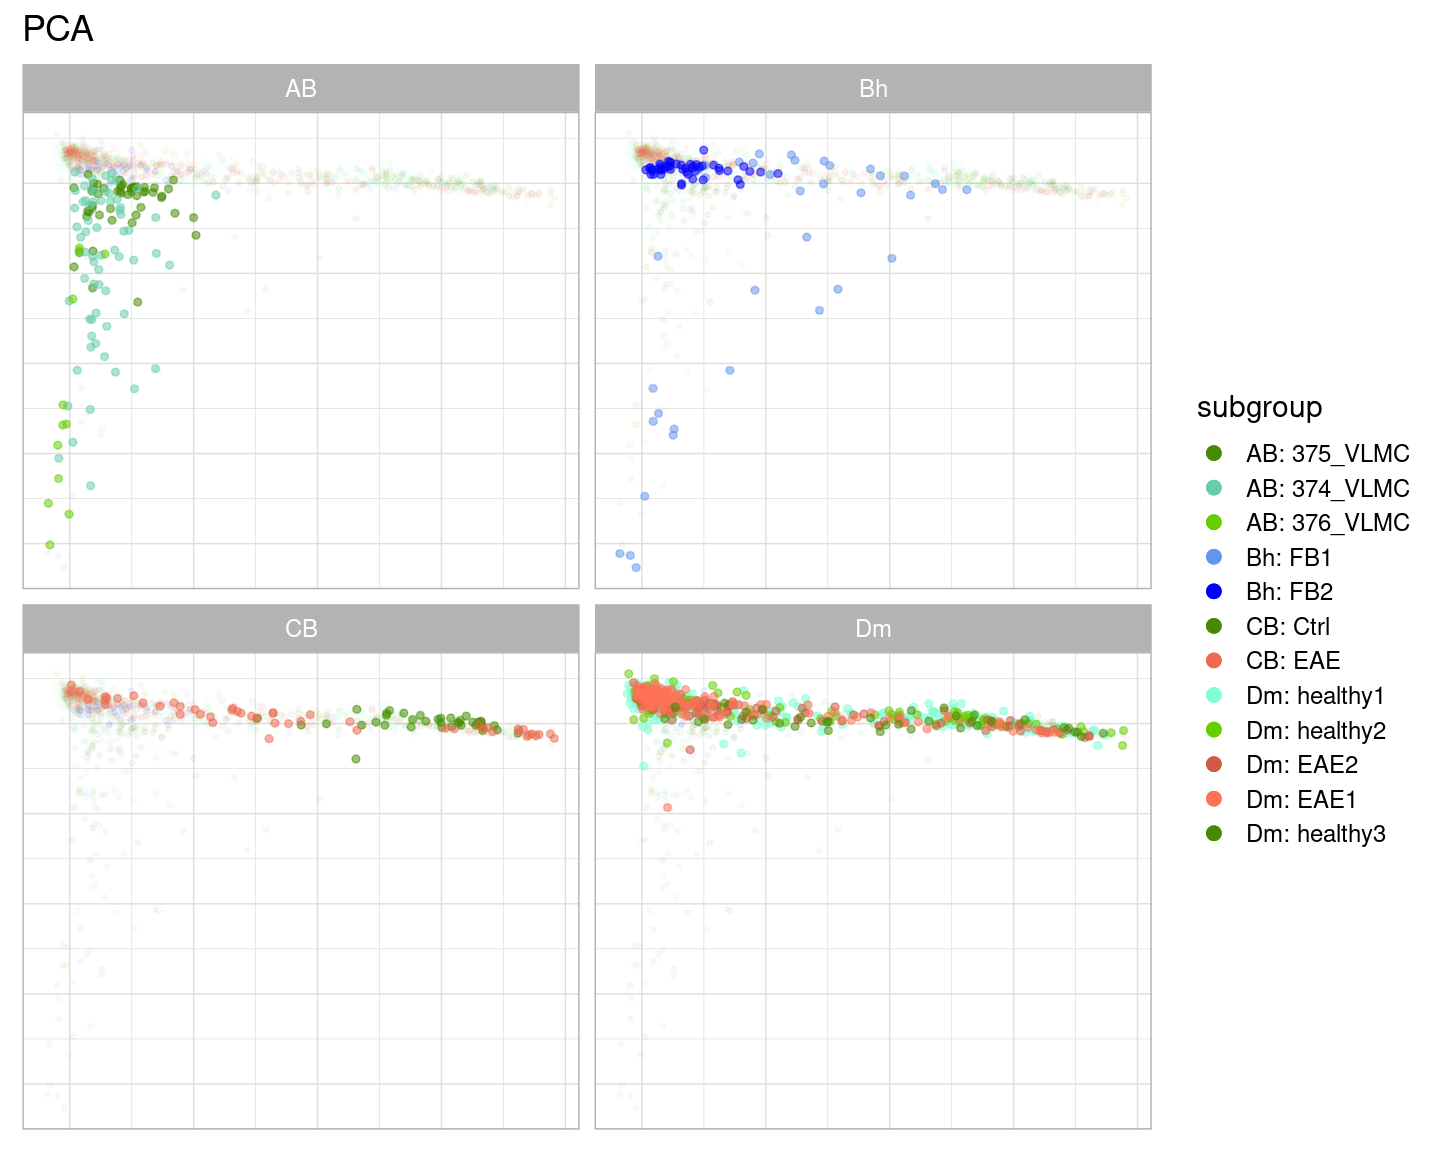 PCA
AB
Bh
CB
Dm
subgroup
AB: 375_VLMC
AB: 374_VLMC
AB: 376_VLMC
Bh: FB1
Bh: FB2
CB: Ctrl
CB: EAE
Dm: healthy1
Dm: healthy2
Dm: EAE2
Dm: EAE1
Dm: healthy3